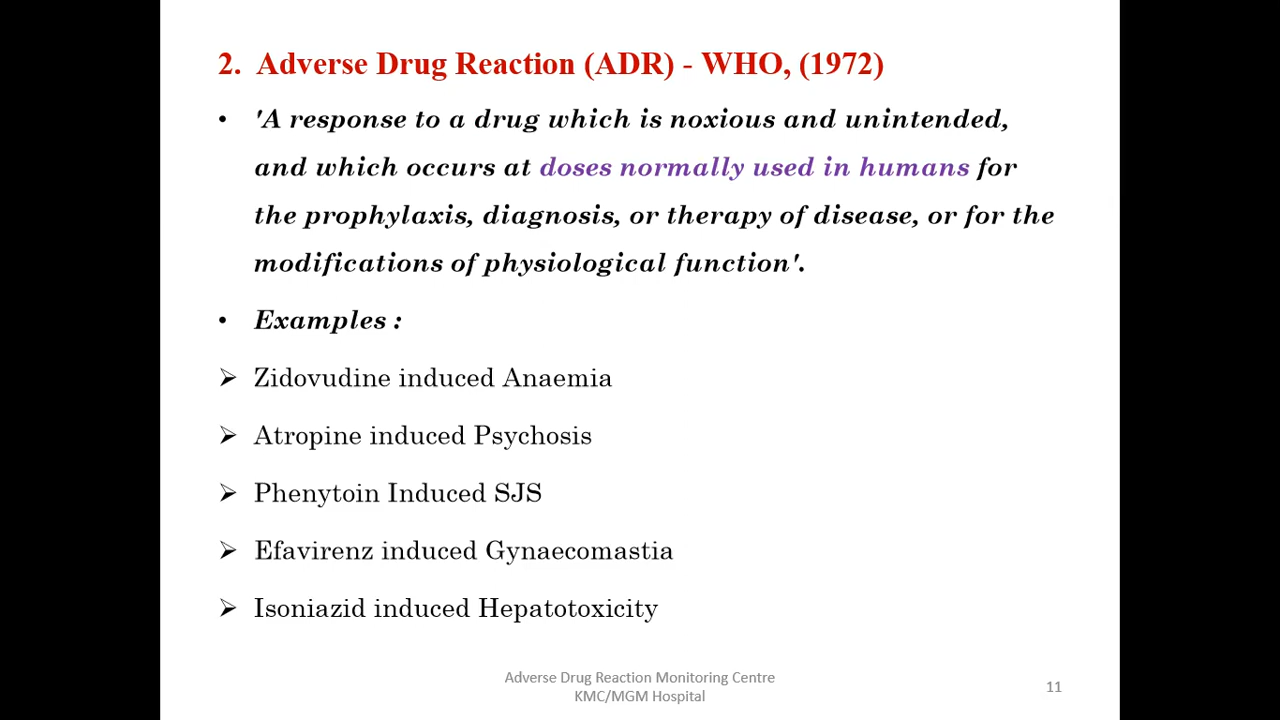 2. Adverse Drug Reaction (ADR) - WHO, (1972)
• 'A response to a drug which is noxious and unintended,
and which occurs at doses normally used in humans for
the prophylaxis, diagnosis, or therapy of disease, or for the
modifications of physiological function'.
• Examples :
➢ Zidovudine induced Anaemia
➢ Atropine induced Psychosis
➢ Phenytoin Induced SJS
➢ Efavirenz induced Gynaecomastia
➢ Isoniazid induced Hepatotoxicity
Adverse Drug Reaction Monitoring Centre
KMC/MGM Hospital
11